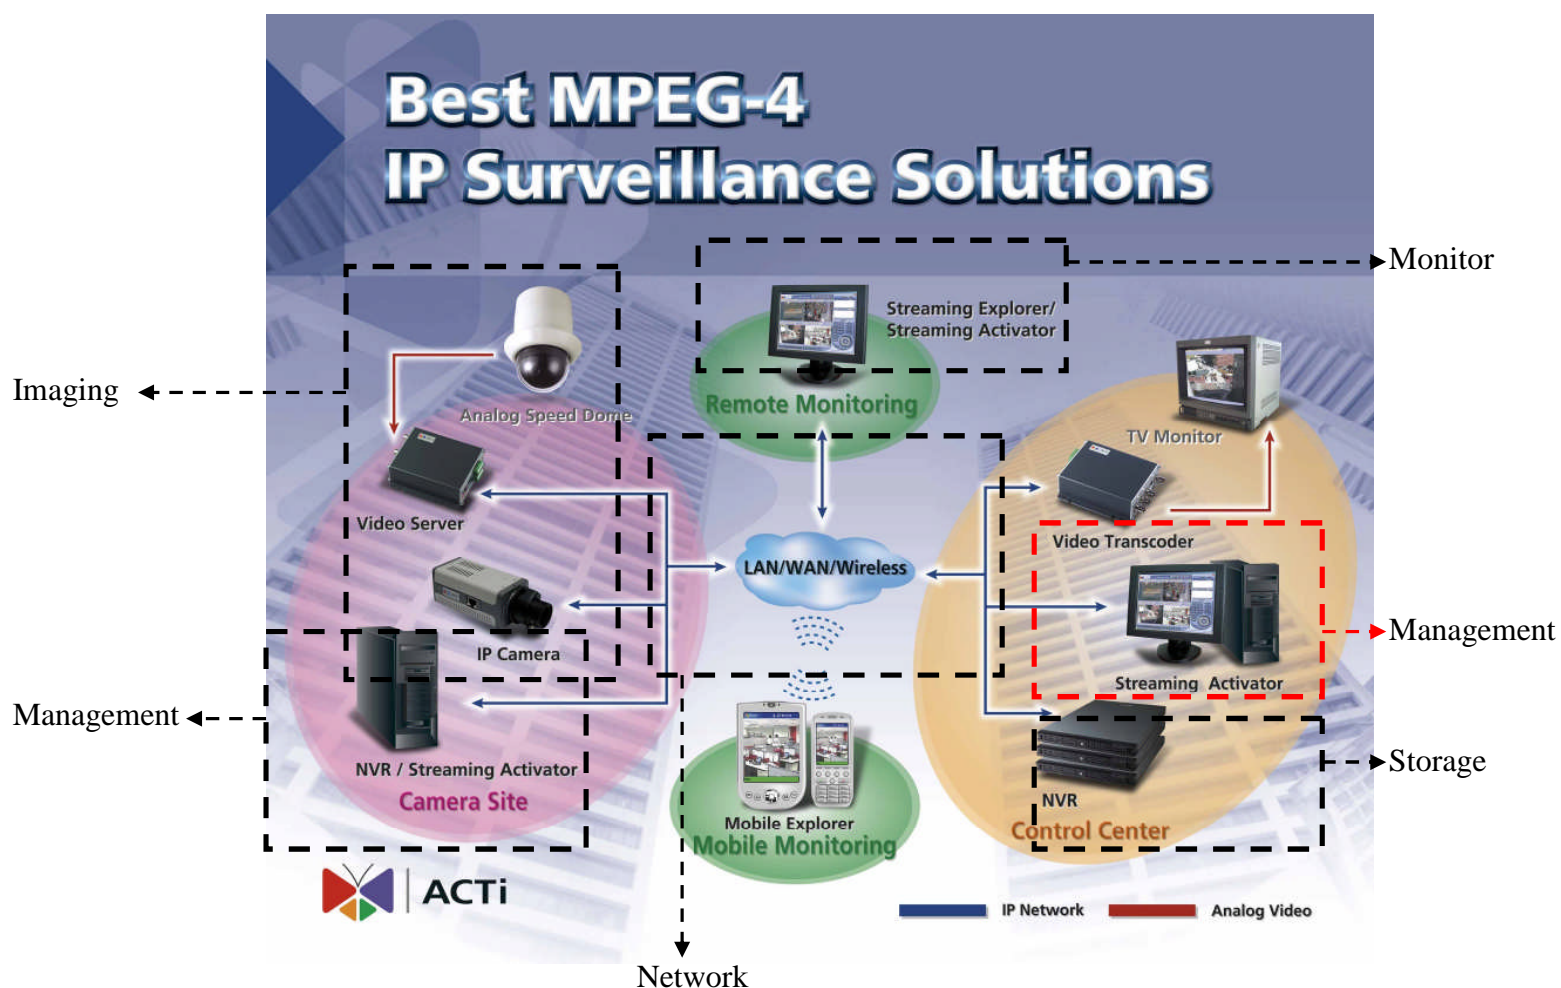 Best MPEG-4
IP Surveillance Solutions
Monitor
Streaming Explorer/
Streaming Activator
Imaging
Analog Speed Dome
Remote Monitoring
TV Monitor
Video Server
Video Transcoder
LAN/WAN/Wireless
Management
IP Camera
Streaming Activator
Management
NVR / Streaming Activator
Camera Site
Storage
NVR
Mobile Explorer
Mobile Monitoring
Control Center
ACTi
IP Network
Analog Video
Network